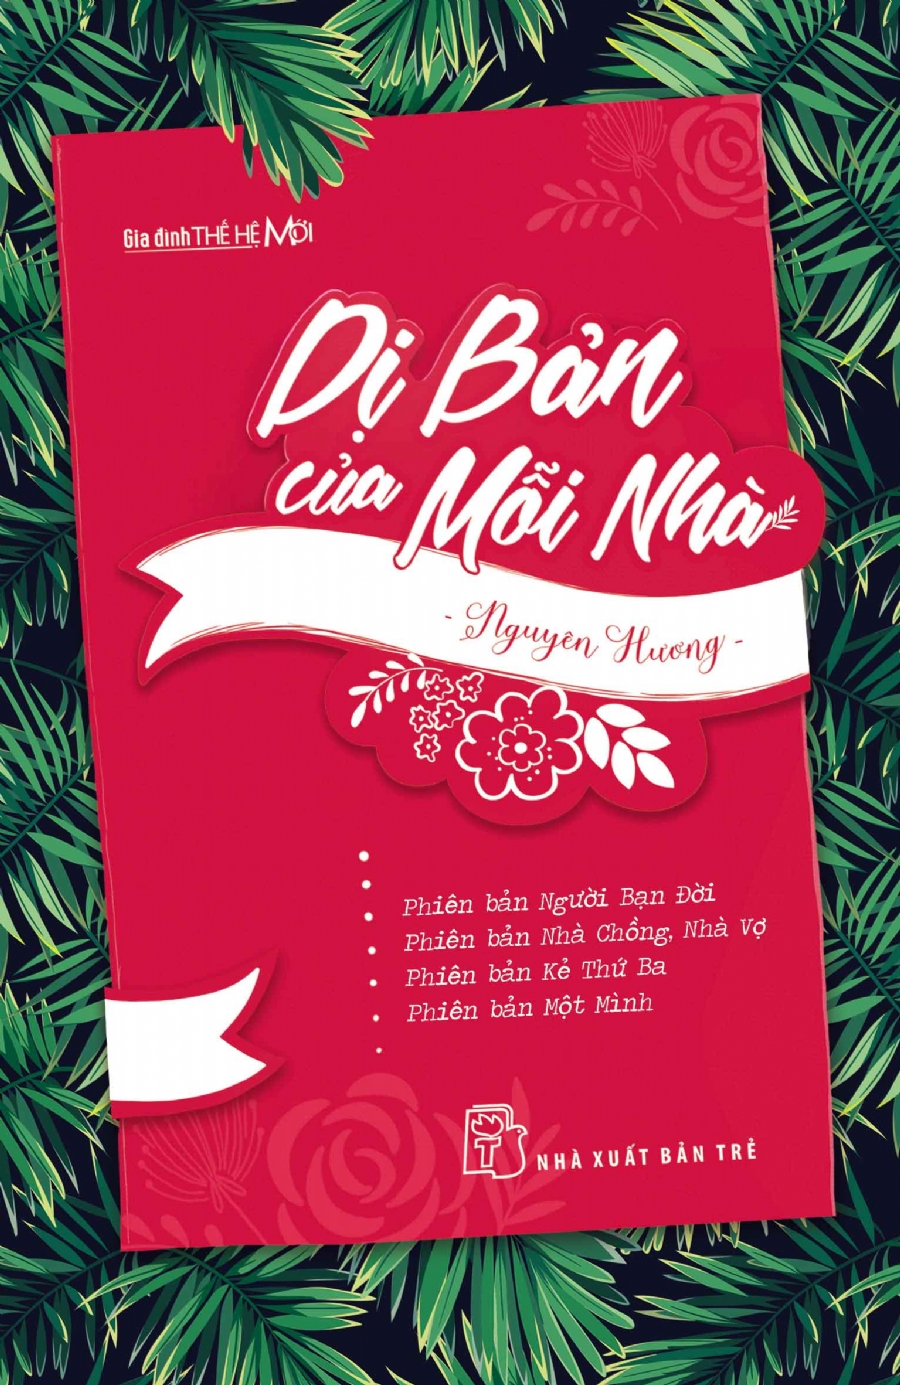 Gia đình THẾ HỆ MỚI
Dị Bản
của Mỗi Nhà
- Nguyên Hương -
Phiên bản Người Bạn Đời
Phiên bản Nhà Chồng, Nhà Vợ
Phiên bản Kẻ Thứ Ba
Phiên bản Một Mình
NHÀ XUẤT BẢN TRẺ